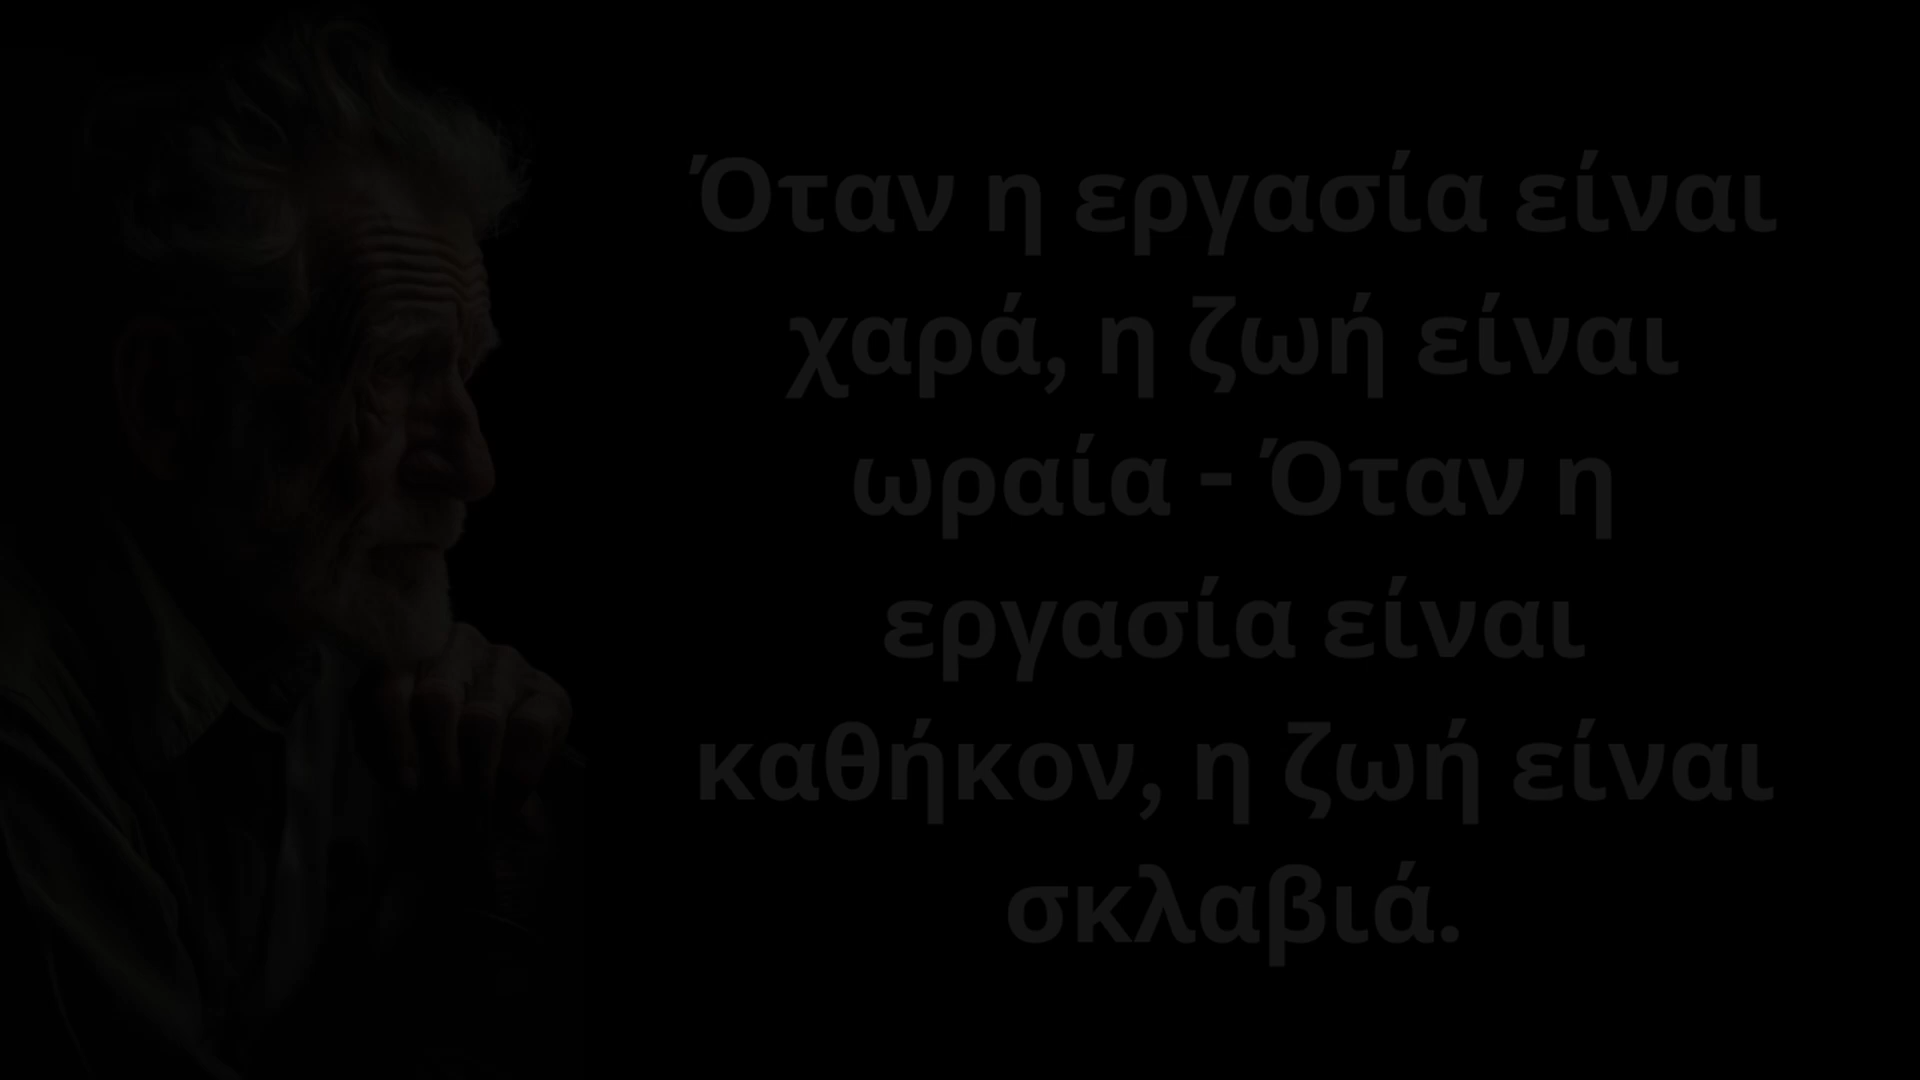 Όταν η εργασία είναι
χαρά, η ζωή είναι
ωραία - Όταν η
εργασία είναι
καθήκον, η ζωή είναι
σκλαβιά.